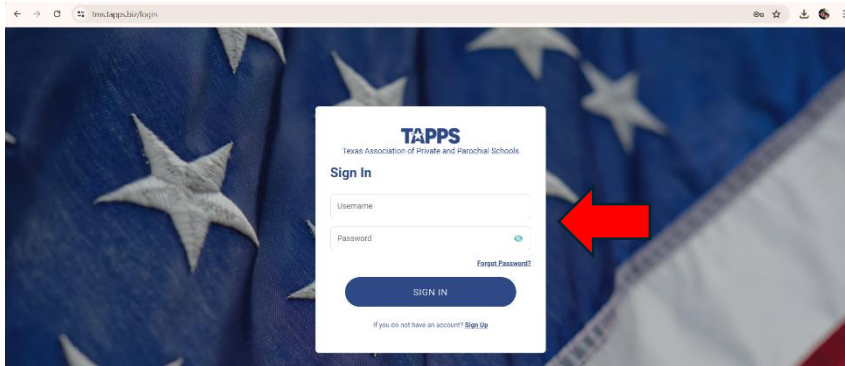 tms.tapps.biz/login
TAPPS
Texas Association of Private and Parochial Schools
Sign In
Username
Password
Forgot Password?
SIGN IN
If you do not have an account? Sign Up